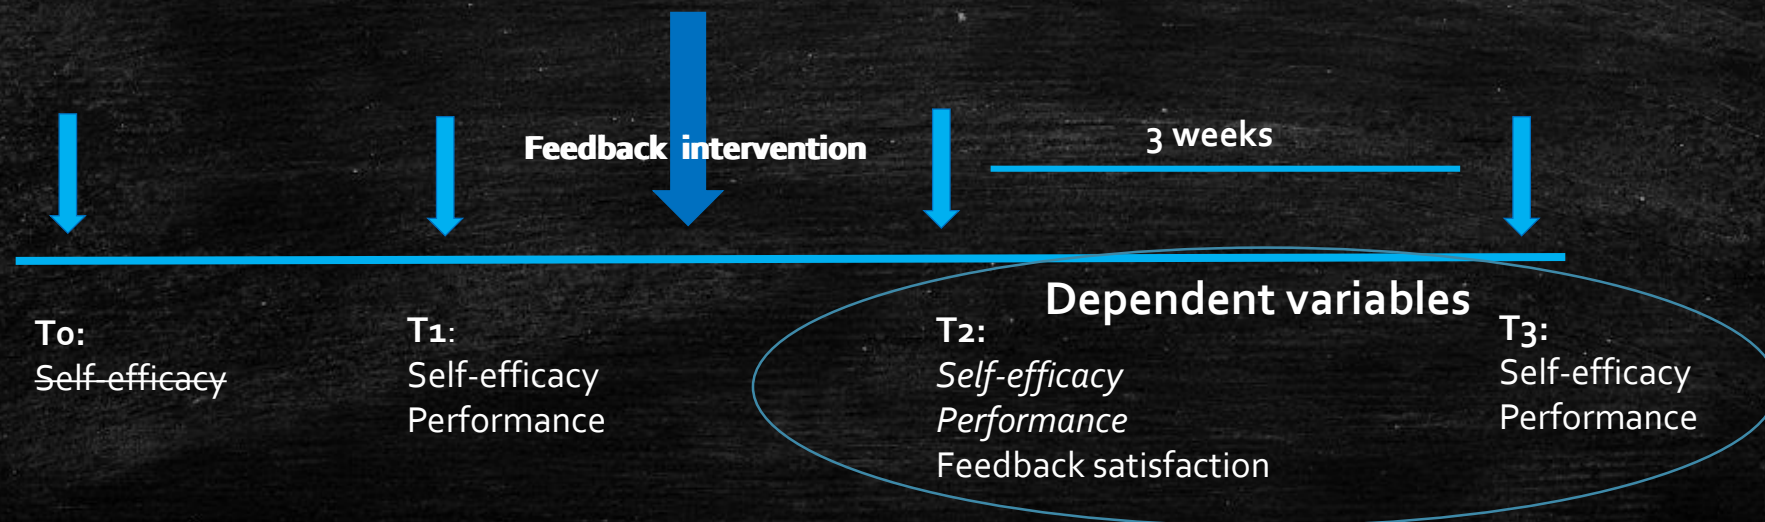 Feedback intervention
3 weeks
Dependent variables
T0:
Self-efficacy
T1:
Self-efficacy
Performance
T2:
Self-efficacy
Performance
Feedback satisfaction
T3:
Self-efficacy
Performance